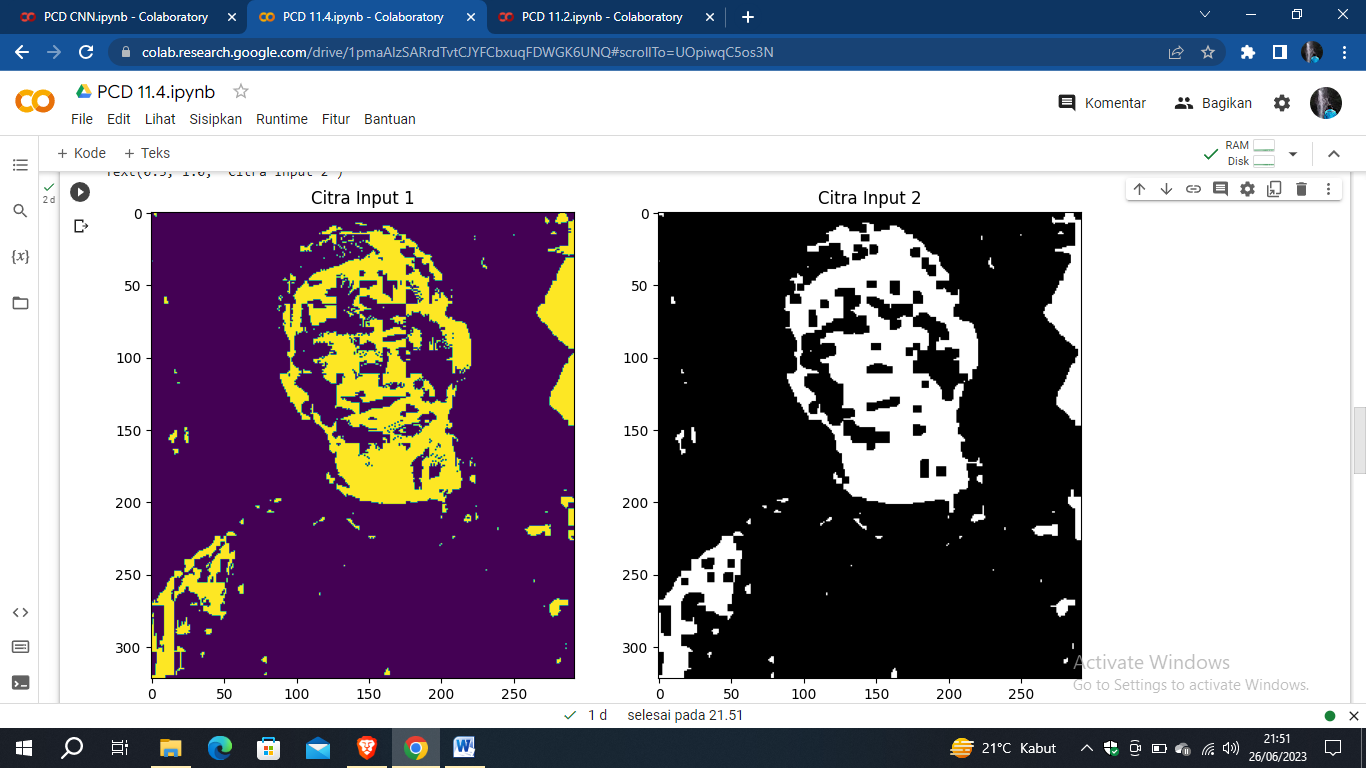 PCD CNN.ipynb - Colaboratory
PCD 11.4.ipynb - Colaboratory
PCD 11.2.ipynb - Colaboratory
colab.research.google.com/drive/1pmaAIzSARrdTvtCJYFCbxuqFDWGK6UNQ#scrollTo=UOpiwqC5os3N
PCD 11.4.ipynb
Komentar
Bagikan
File Edit Lihat Sisipkan Runtime Fitur Bantuan
+ Kode + Teks
RAM
Disk
2 d
Citra Input 1
Citra Input 2
0
50
100
150
200
250
300
0 50 100 150 200 250
0
50
100
150
200
250
300
0 50 100 150 200 250
Activate Windows
Go to Settings to activate Windows.
1 d selesai pada 21.51
21°C Kabut
21:51
26/06/2023